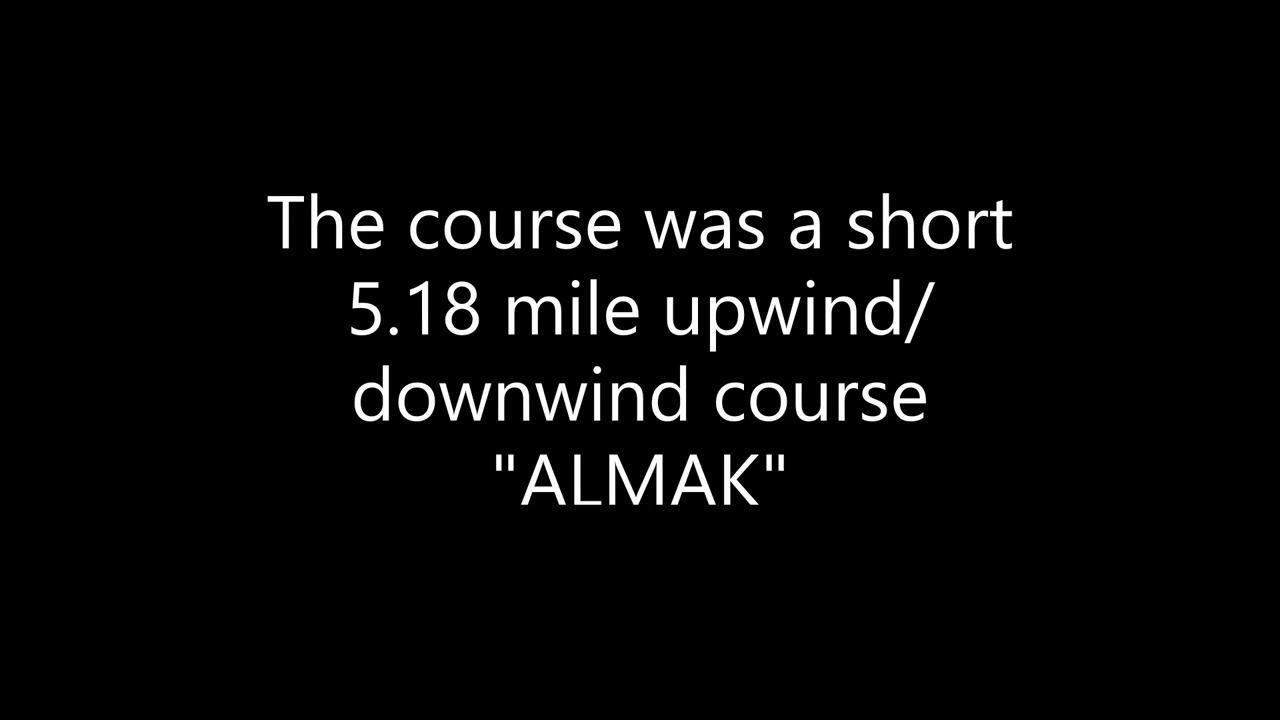 The course was a short
5.18 mile upwind/
downwind course
"ALMAK"